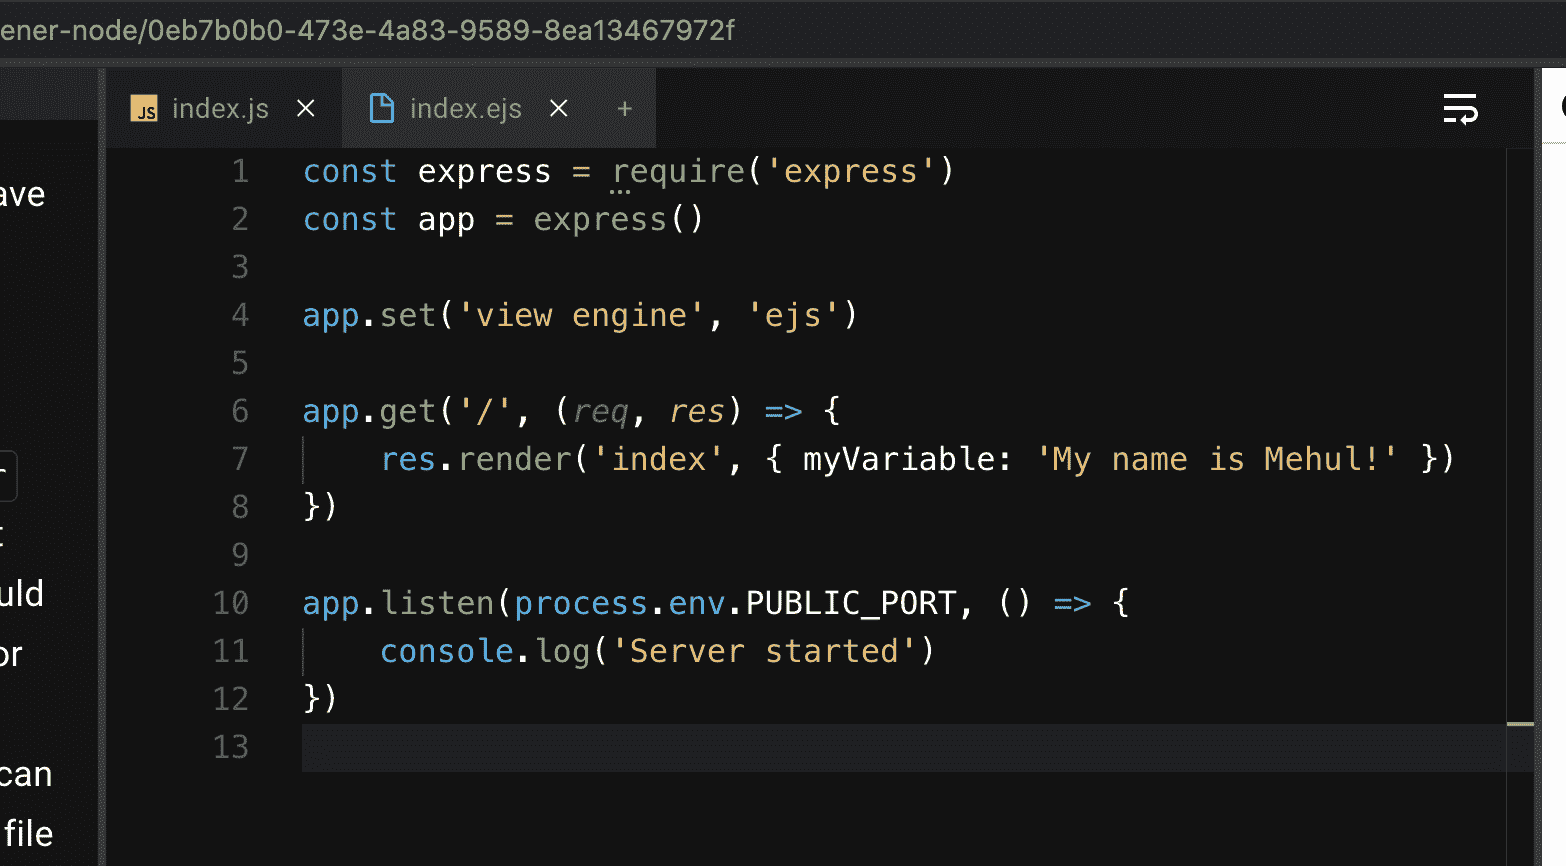 ener-node/0eb7b0b0-473e-4a83-9589-8ea13467972f
index.js
index.ejs
+
ave
uld
or
can
file
1 const express = require('express')
2 const app = express()
3
4 app.set('view engine', 'ejs')
5
6 app.get('/', (req, res) => {
7     res.render('index', { myVariable: 'My name is Mehul!' })
8 })
9
10 app.listen(process.env.PUBLIC_PORT, () => {
11     console.log('Server started')
12 })
13